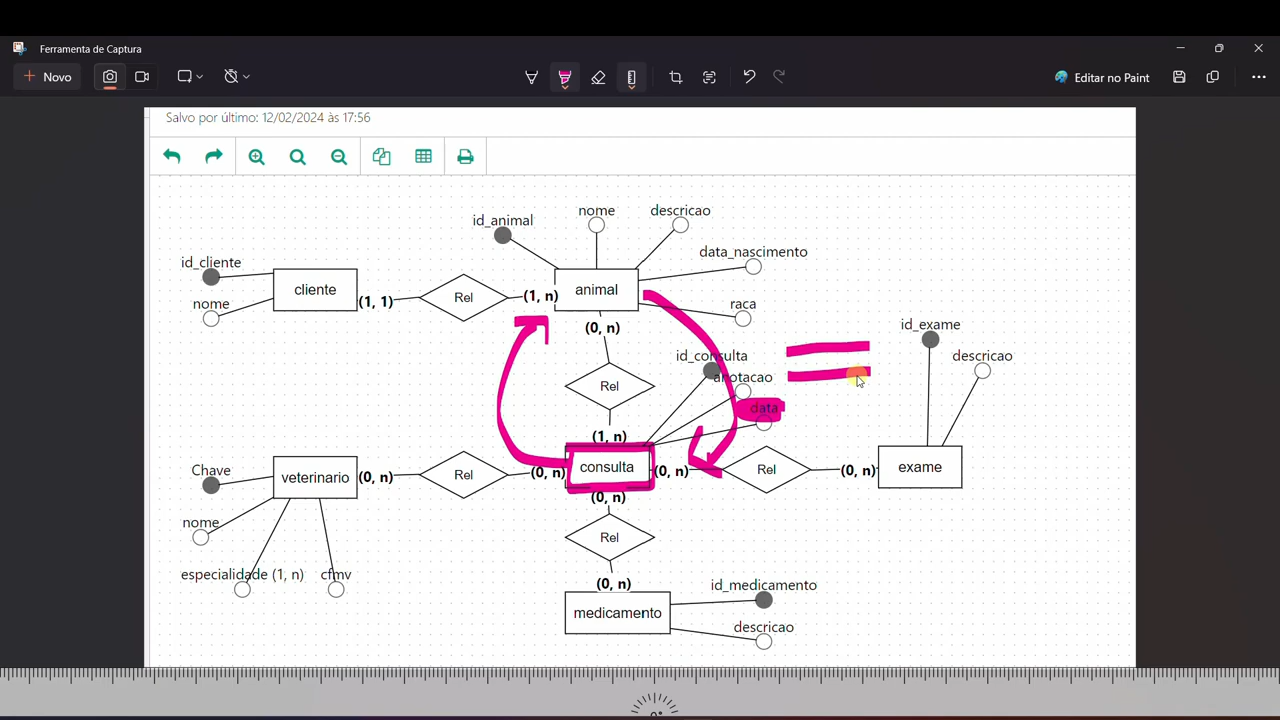 Ferramenta de Captura
Novo
Editar no Paint
Salvo por último: 12/02/2024 às 17:56
id_animal
nome
descricao
data_nascimento
id_cliente
cliente
(1, 1)
Rel
(1, n)
animal
nome
raca
(0, n)
id_exame
id_consulta
descricao
anotacao
Rel
data
(1, n)
Chave
veterinario
(0, n)
Rel
(0, n)
consulta
(0, n)
Rel
(0, n)
exame
(0, n)
nome
Rel
especialidade (1, n)
cfmv
(0, n)
id_medicamento
medicamento
descricao
0°